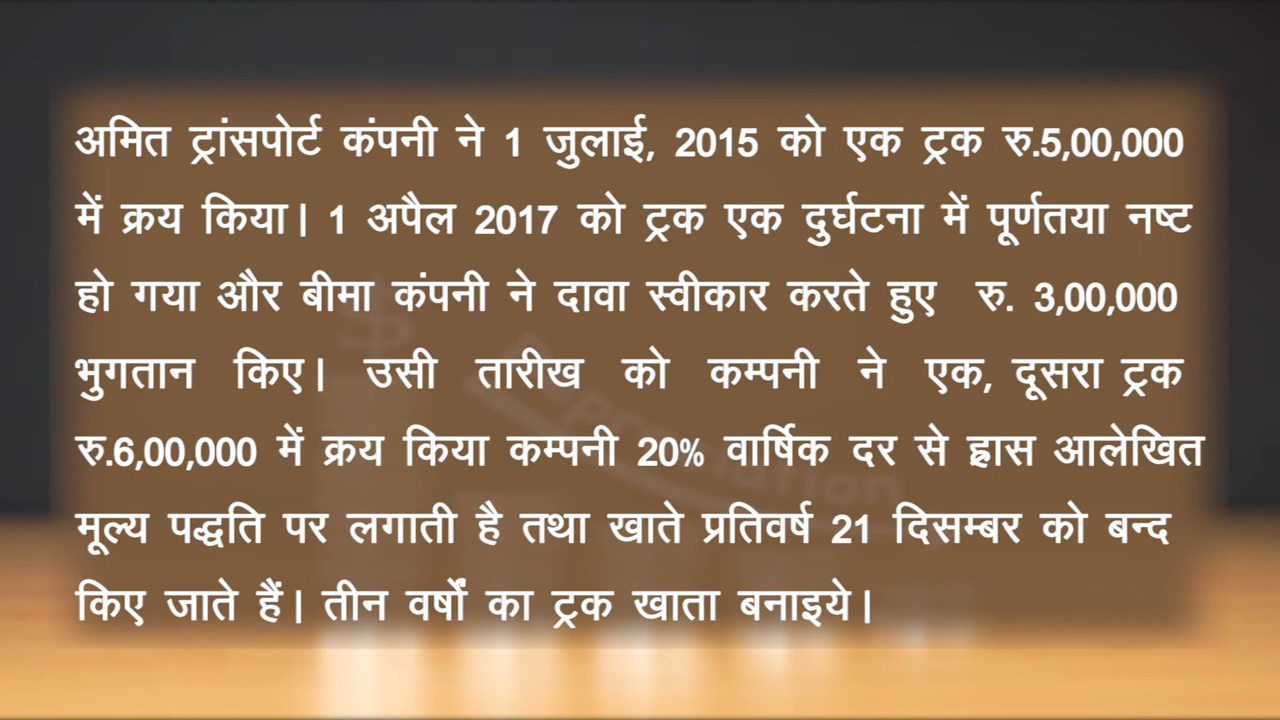 अमित ट्रांसपोर्ट कंपनी ने 1 जुलाई, 2015 को एक ट्रक रु.5,00,000
में क्रय किया। 1 अपैल 2017 को ट्रक एक दुर्घटना में पूर्णतया नष्ट
हो गया और बीमा कंपनी ने दावा स्वीकार करते हुए रु. 3,00,000
भुगतान किए। उसी तारीख को कम्पनी ने एक, दूसरा ट्रक
रु.6,00,000 में क्रय किया कम्पनी 20% वार्षिक दर से ह्रास आलेखित
मूल्य पद्धति पर लगाती है तथा खाते प्रतिवर्ष 21 दिसम्बर को बन्द
किए जाते हैं। तीन वर्षों का ट्रक खाता बनाइये।
Depreciation